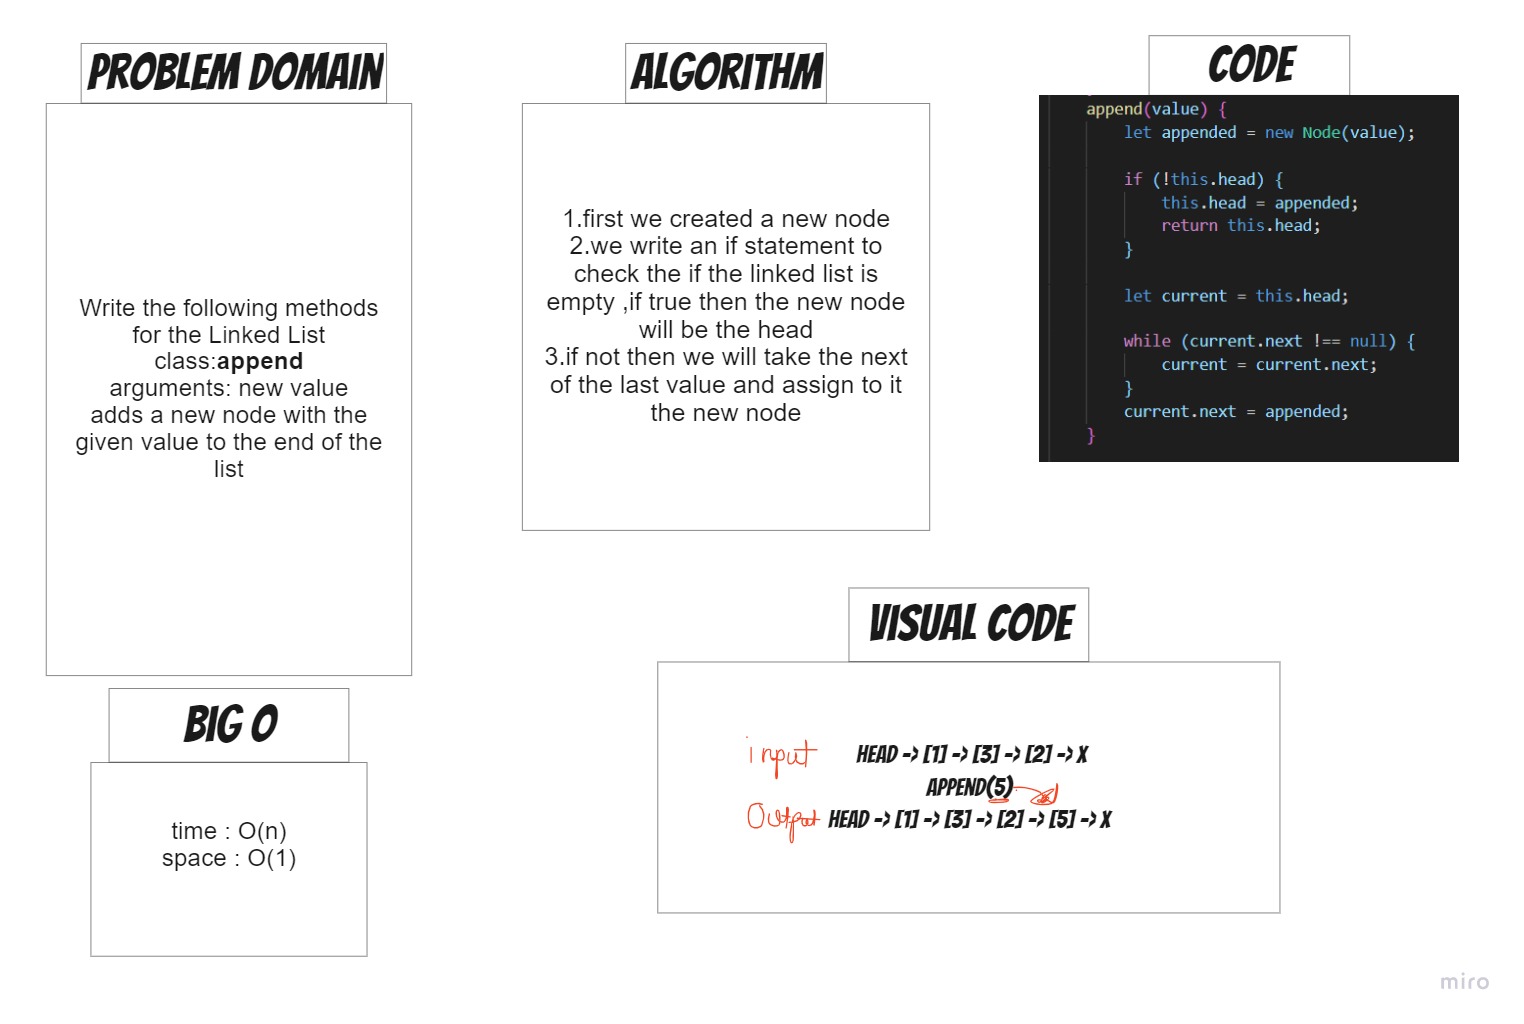 PROBLEM DOMAIN
Write the following methods
for the Linked List
class:append
arguments: new value
adds a new node with the
given value to the end of the
list
ALGORITHM
1.first we created a new node
2.we write an if statement to
check the if the linked list is
empty ,if true then the new node
will be the head
3.if not then we will take the next
of the last value and assign to it
the new node
CODE
append(value) {
let appended = new Node(value);
if (!this.head) {
this.head = appended;
return this.head;
}
let current = this.head;
while (current.next !== null) {
current = current.next;
}
current.next = appended;
}
BIG O
time : O(n)
space : O(1)
VISUAL CODE
input HEAD -> [1] -> [3] -> [2] -> X
APPEND(5)
Output HEAD -> [1] -> [3] -> [2] -> [5] -> X
miro